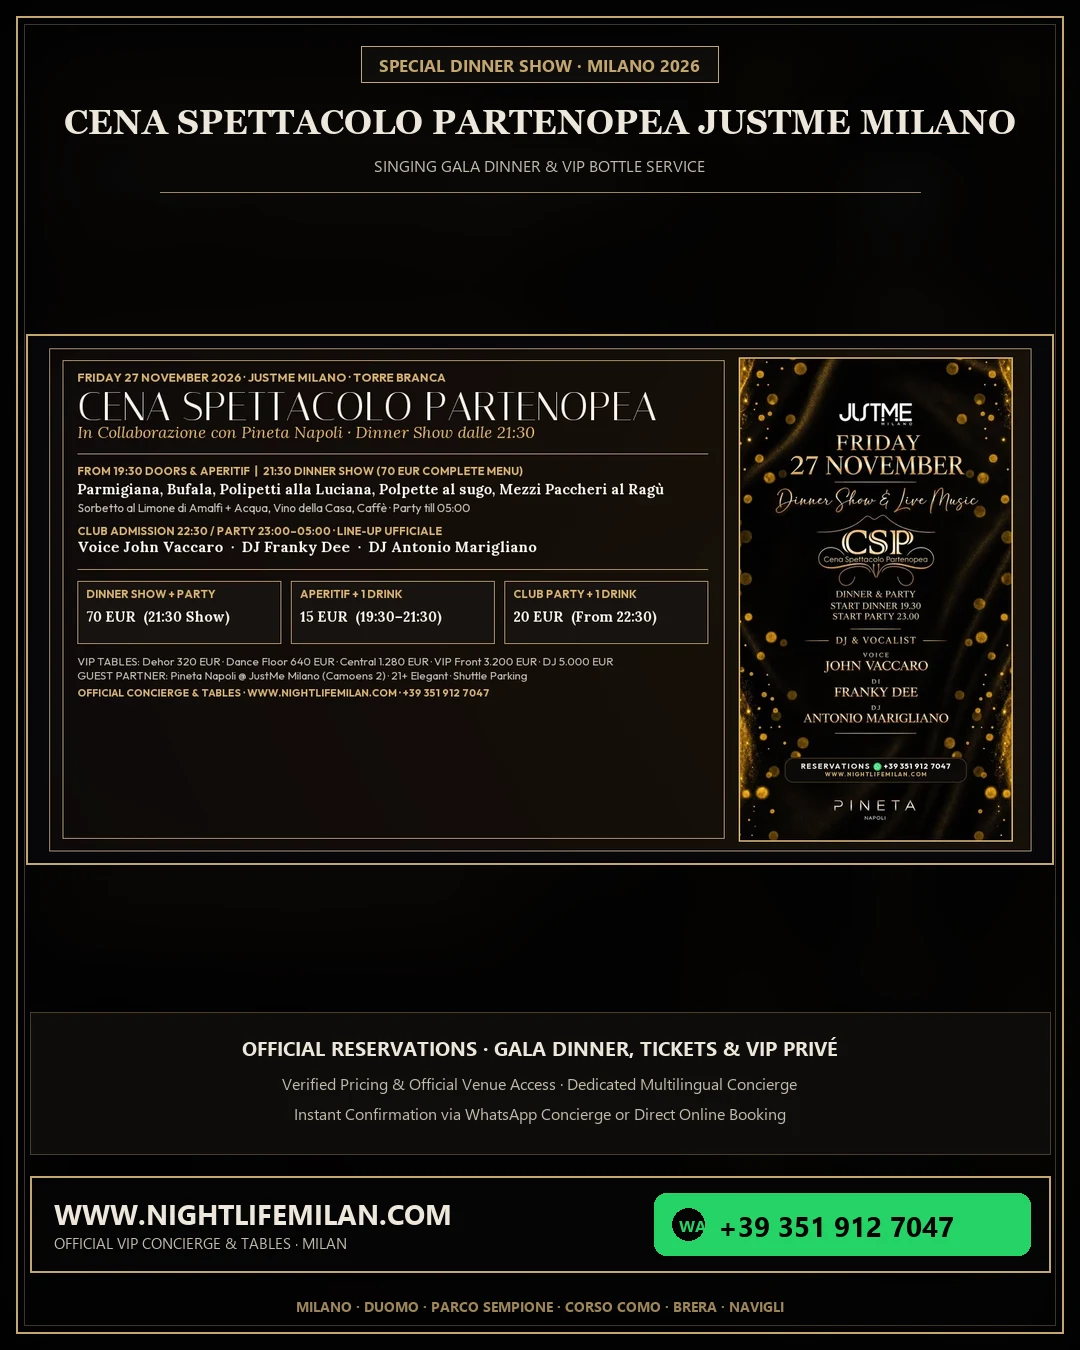 SPECIAL DINNER SHOW · MILANO 2026
CENA SPETTACOLO PARTENOPEA JUSTME MILANO
SINGING GALA DINNER & VIP BOTTLE SERVICE
FRIDAY 27 NOVEMBER 2026 · JUSTME MILANO · TORRE BRANCA
CENA SPETTACOLO PARTENOPEA
In Collaborazione con Pineta Napoli · Dinner Show dalle 21:30
FROM 19:30 DOORS & APERITIF | 21:30 DINNER SHOW (70 EUR COMPLETE MENU)
Parmigiana, Bufala, Polipetti alla Luciana, Polpette al sugo, Mezzi Paccheri al Ragù
Sorbetto al Limone di Amalfi + Acqua, Vino della Casa, Caffè · Party till 05:00
CLUB ADMISSION 22:30 / PARTY 23:00–05:00 · LINE-UP UFFICIALE
Voice John Vaccaro · DJ Franky Dee · DJ Antonio Marigliano
DINNER SHOW + PARTY
70 EUR (21:30 Show)
APERITIF + 1 DRINK
15 EUR (19:30–21:30)
CLUB PARTY + 1 DRINK
20 EUR (From 22:30)
VIP TABLES: Dehor 320 EUR · Dance Floor 640 EUR · Central 1.280 EUR · VIP Front 3.200 EUR · DJ 5.000 EUR
GUEST PARTNER: Pineta Napoli @ JustMe Milano (Camoens 2) · 21+ Elegant · Shuttle Parking
OFFICIAL CONCIERGE & TABLES · WWW.NIGHTLIFEMILAN.COM · +39 351 912 7047
JUSTME
MILANO
FRIDAY
27 NOVEMBER
Dinner Show & Live Music
CSP
Cena Spettacolo Partenopea
DINNER & PARTY
START DINNER 19.30
START PARTY 23.00
DJ & VOCALIST
VOICE
JOHN VACCARO
DJ
FRANKY DEE
DJ
ANTONIO MARIGLIANO
RESERVATIONS +39 351 912 7047
WWW.NIGHTLIFEMILAN.COM
PINETA
NAPOLI
OFFICIAL RESERVATIONS · GALA DINNER, TICKETS & VIP PRIVÉ
Verified Pricing & Official Venue Access · Dedicated Multilingual Concierge
Instant Confirmation via WhatsApp Concierge or Direct Online Booking
WWW.NIGHTLIFEMILAN.COM
OFFICIAL VIP CONCIERGE & TABLES · MILAN
WA +39 351 912 7047
MILANO · DUOMO · PARCO SEMPIONE · CORSO COMO · BRERA · NAVIGLI